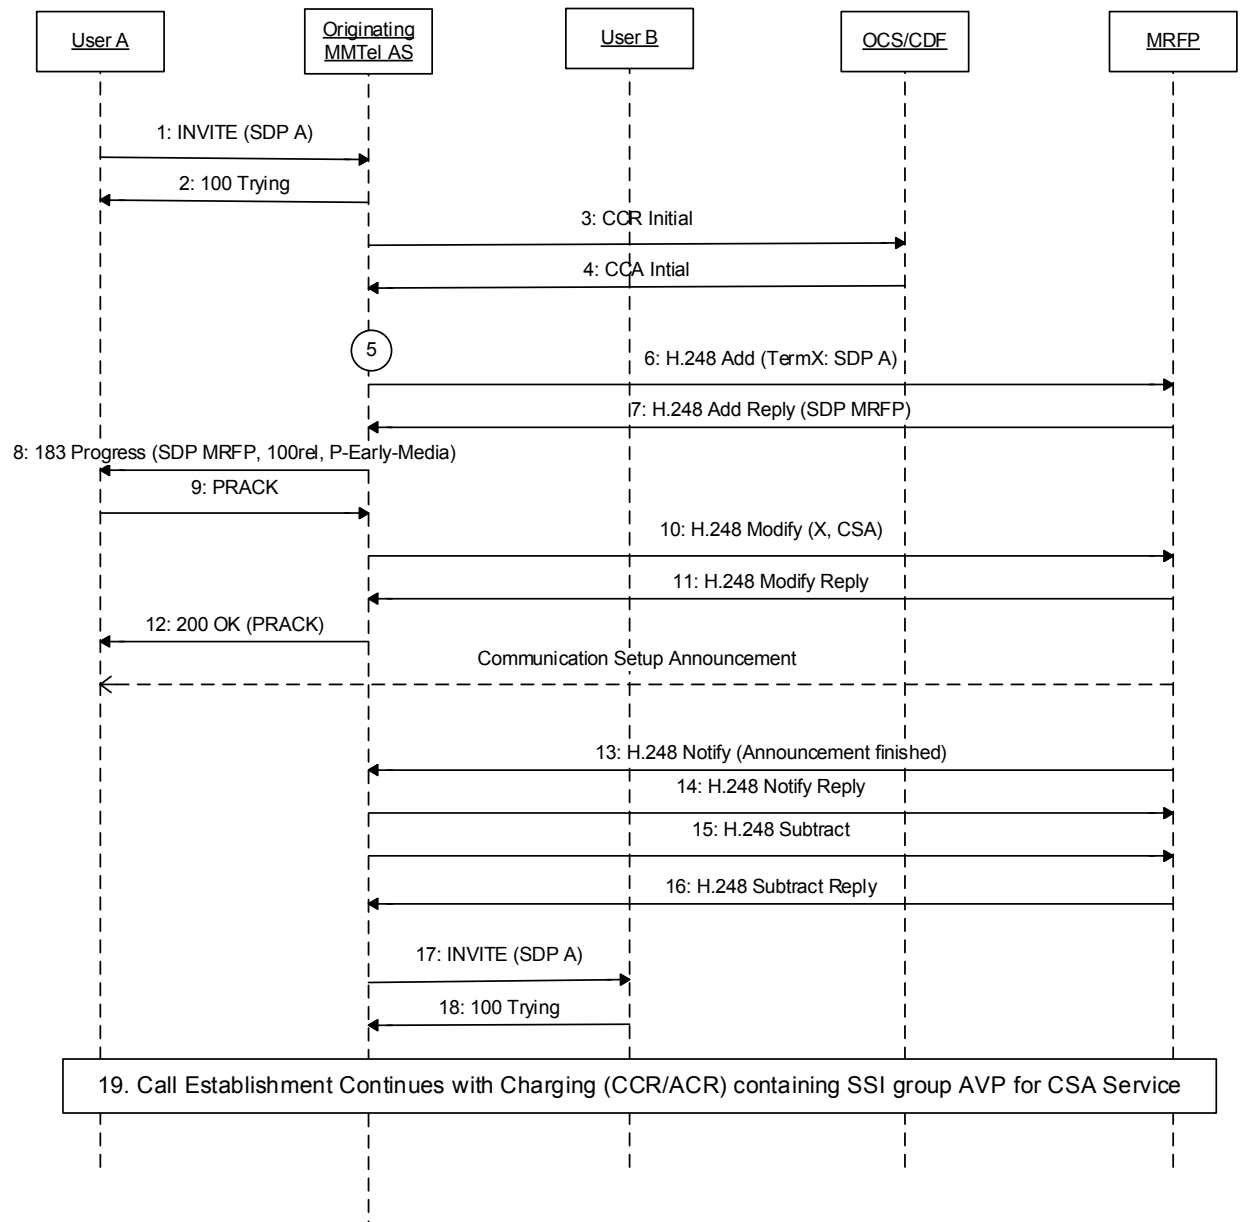 User A
Originating
MMTel AS
User B
OCS/CDF
MRFP
1: INVITE (SDP A)
2: 100 Trying
3: CCR Initial
4: CCA Intial
5
6: H.248 Add (TermX: SDP A)
7: H.248 Add Reply (SDP MRFP)
8: 183 Progress (SDP MRFP, 100rel, P-Early-Media)
9: PRACK
10: H.248 Modify (X, CSA)
11: H.248 Modify Reply
12: 200 OK (PRACK)
Communication Setup Announcement
13: H.248 Notify (Announcement finished)
14: H.248 Notify Reply
15: H.248 Subtract
16: H.248 Subtract Reply
17: INVITE (SDP A)
18: 100 Trying
19. Call Establishment Continues with Charging (CCR/ACR) containing SSI group AVP for CSA Service